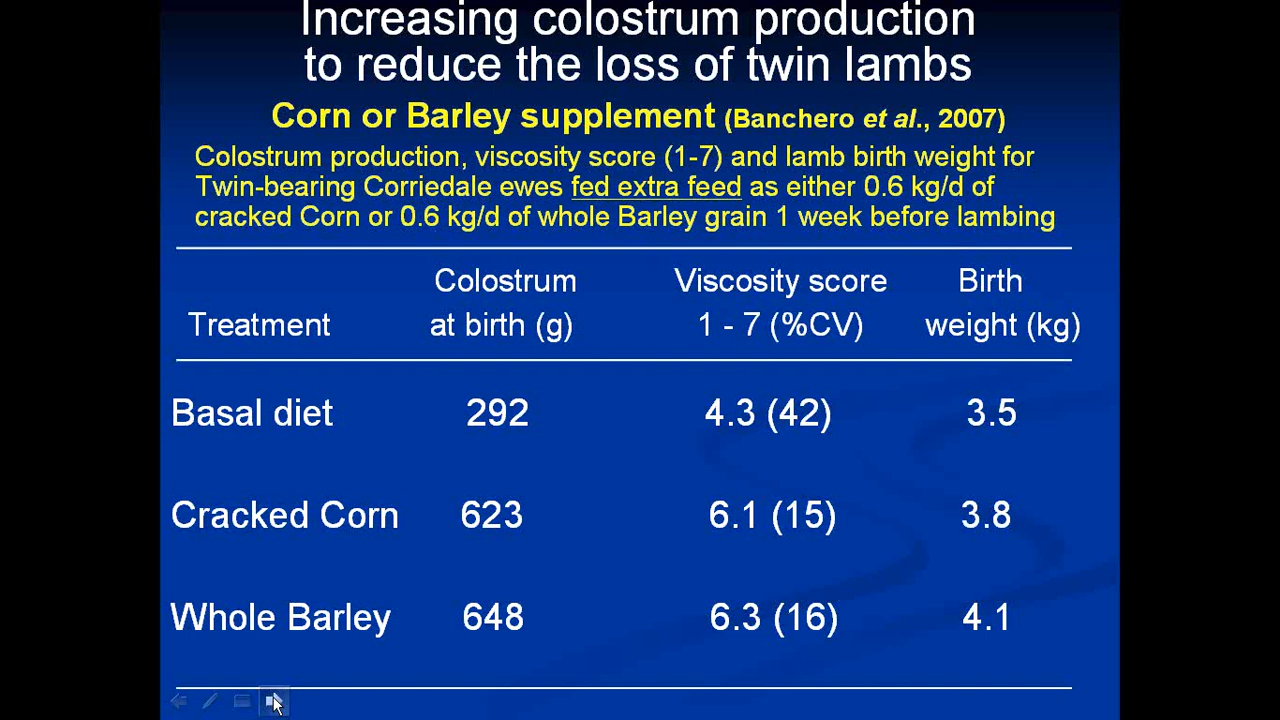 Increasing colostrum production
to reduce the loss of twin lambs
Corn or Barley supplement (Banchero et al., 2007)
Colostrum production, viscosity score (1-7) and lamb birth weight for
Twin-bearing Corriedale ewes fed extra feed as either 0.6 kg/d of
cracked Corn or 0.6 kg/d of whole Barley grain 1 week before lambing
Colostrum Viscosity score Birth
Treatment at birth (g) 1 - 7 (%CV) weight (kg)
Basal diet 292 4.3 (42) 3.5
Cracked Corn 623 6.1 (15) 3.8
Whole Barley 648 6.3 (16) 4.1